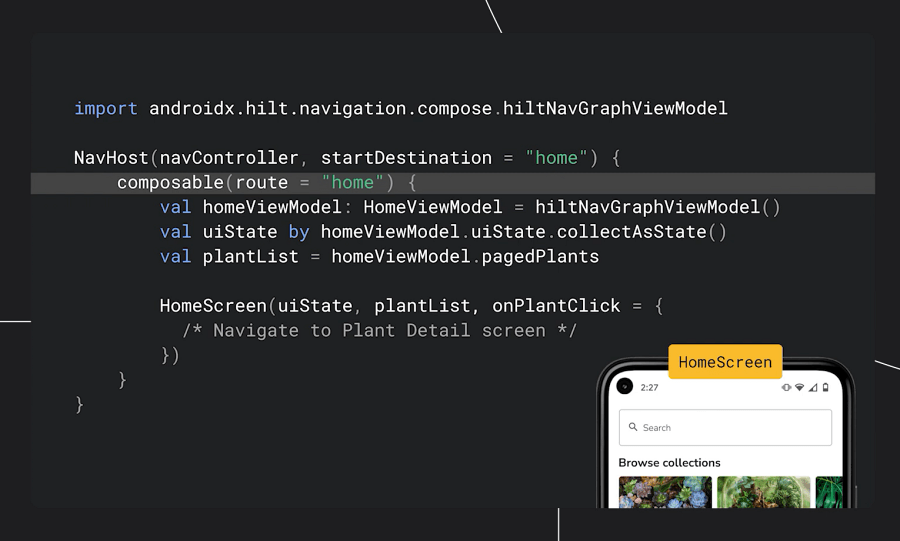 import androidx.hilt.navigation.compose.hiltNavGraphViewModel
NavHost(navController, startDestination = "home") {
composable(route = "home") {
val homeViewModel: HomeViewModel = hiltNavGraphViewModel()
val uiState by homeViewModel.uiState.collectAsState()
val plantList = homeViewModel.pagedPlants
HomeScreen(uiState, plantList, onPlantClick = {
/* Navigate to Plant Detail screen */
})
}
}
HomeScreen
2:27
Search
Browse collections